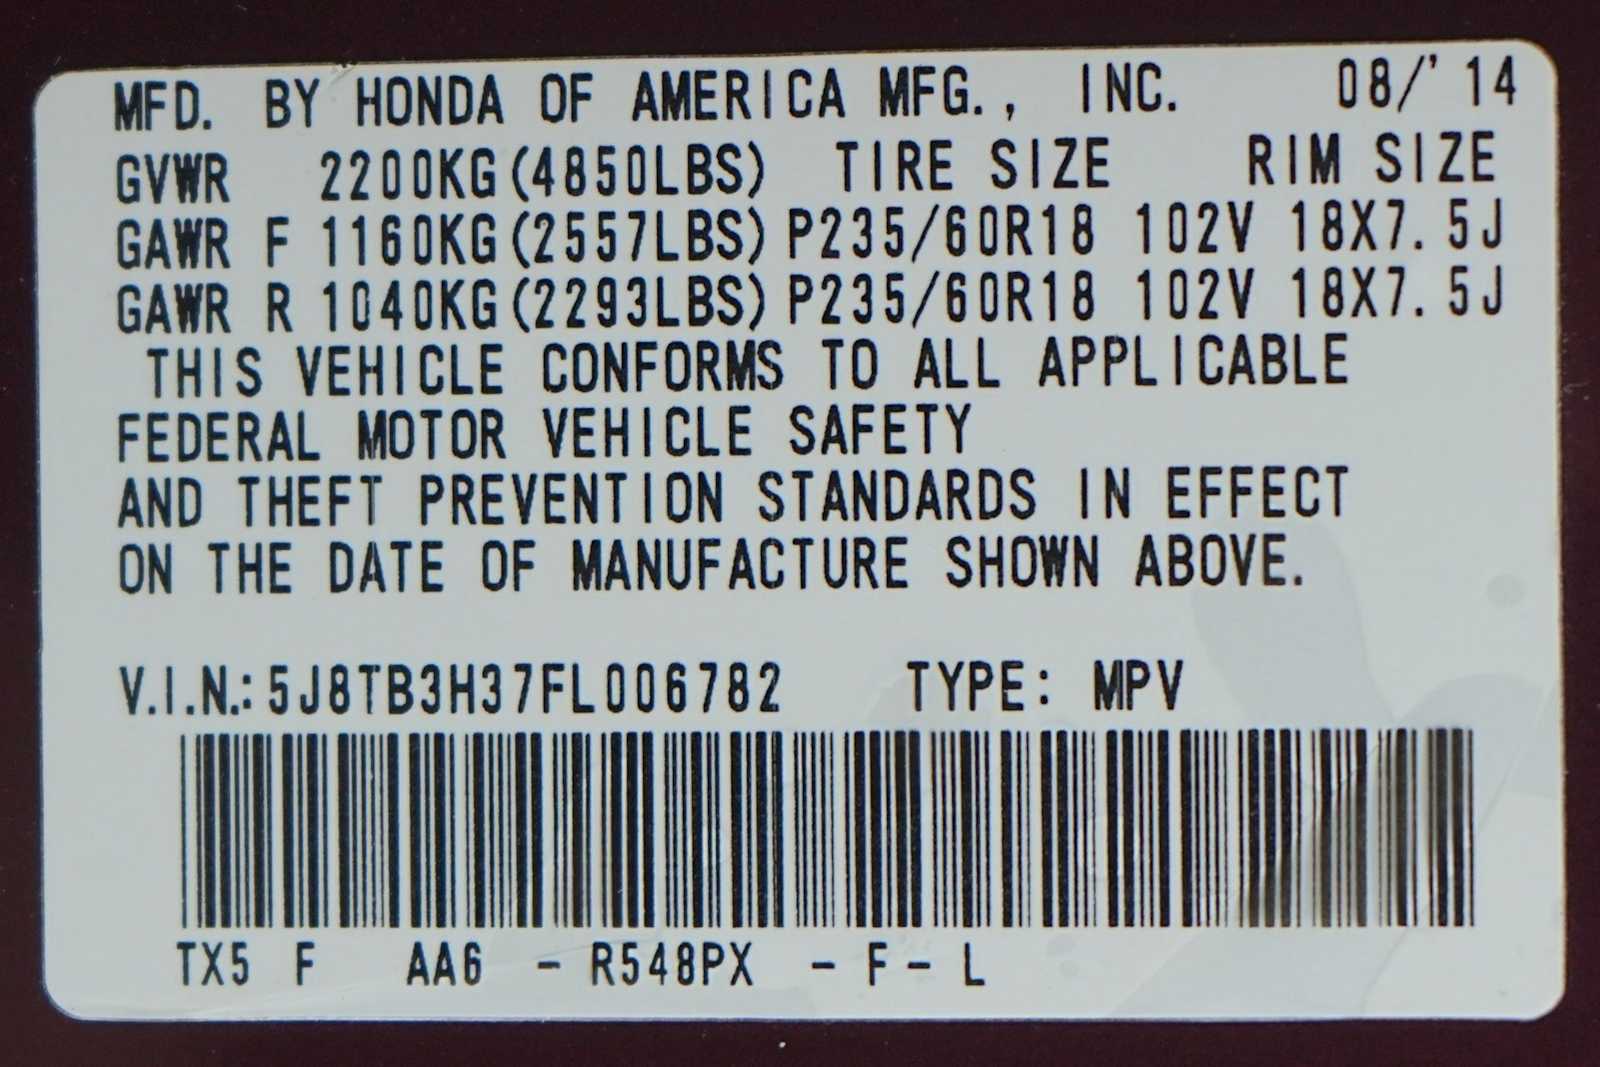 MFD. BY HONDA OF AMERICA MFG., INC. 08/'14
GVWR 2200KG(4850LBS) TIRE SIZE RIM SIZE
GAWR F 1160KG(2557LBS) P235/60R18 102V 18X7.5J
GAWR R 1040KG(2293LBS) P235/60R18 102V 18X7.5J
THIS VEHICLE CONFORMS TO ALL APPLICABLE
FEDERAL MOTOR VEHICLE SAFETY
AND THEFT PREVENTION STANDARDS IN EFFECT
ON THE DATE OF MANUFACTURE SHOWN ABOVE.
V.I.N.: 5J8TB3H37FL006782 TYPE: MPV
TX5 F AA6 - R548PX - F - L